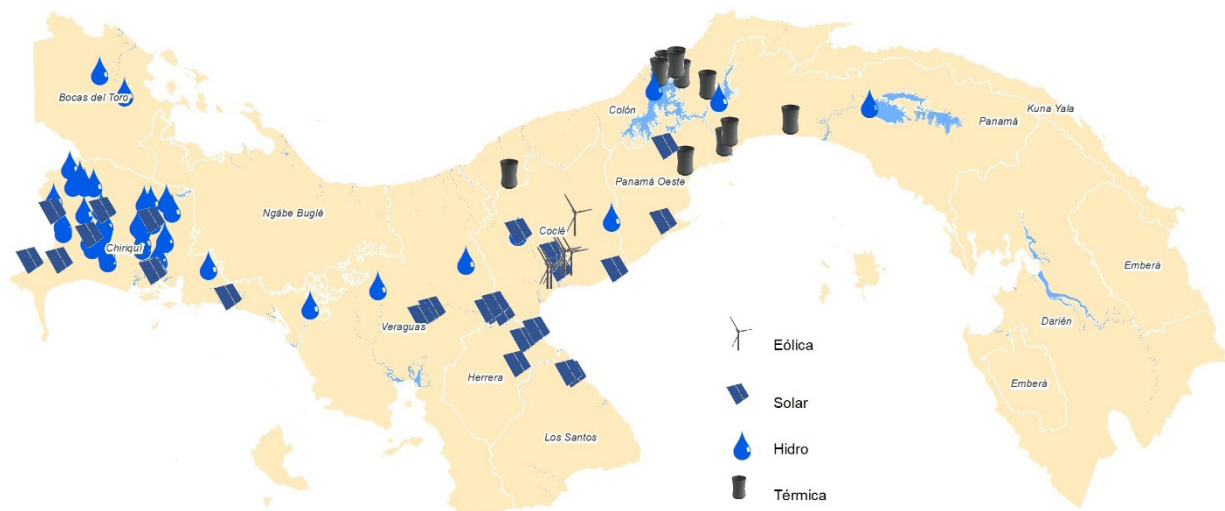 Bocas del Toro
Colón
Kuna Yala
Panamá
Panamá Oeste
Ngäbe Buglé
Coclé
Chiriquí
Emberá
Darién
Veraguas
Herrera
Emberá
Los Santos
Eólica
Solar
Hidro
Térmica